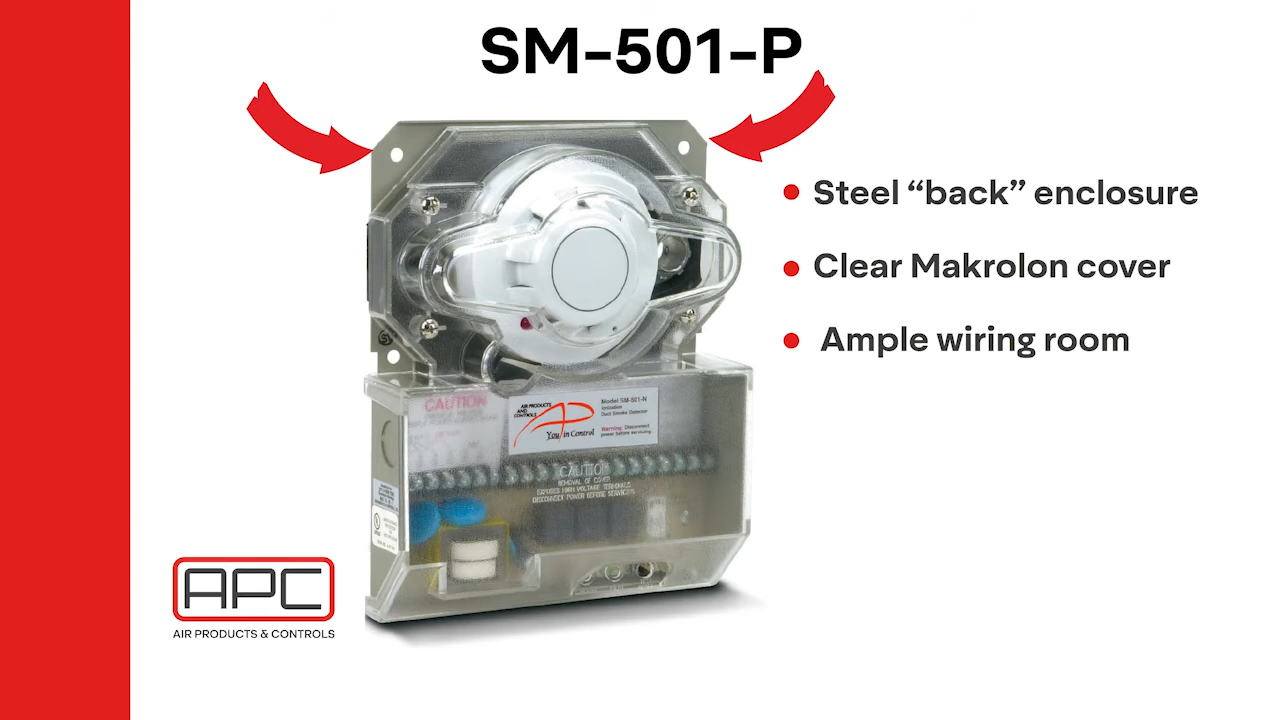 SM-501-P
Steel “back” enclosure
Clear Makrolon cover
Ample wiring room
CAUTION
AIR PRODUCTS
AND
CONTROLS
AP
You in Control
Model SM-501-N
Ionization
Duct Smoke Detector
Warning: Disconnect
power before servicing.
CAUTION
REMOVAL OF COVER
EXPOSES HIGH VOLTAGE TERMINALS
DISCONNECT POWER BEFORE SERVICING
APC
AIR PRODUCTS & CONTROLS